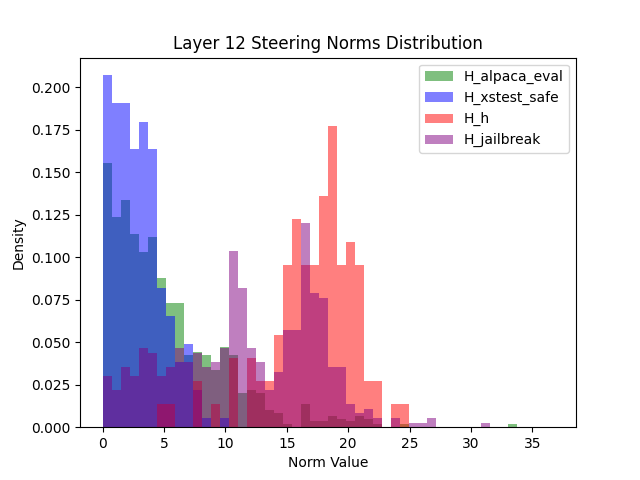 Layer 12 Steering Norms Distribution
H_alpaca_eval
H_xstest_safe
H_h
H_jailbreak
Density
0.200
0.175
0.150
0.125
0.100
0.075
0.050
0.025
0.000
0 5 10 15 20 25 30 35
Norm Value